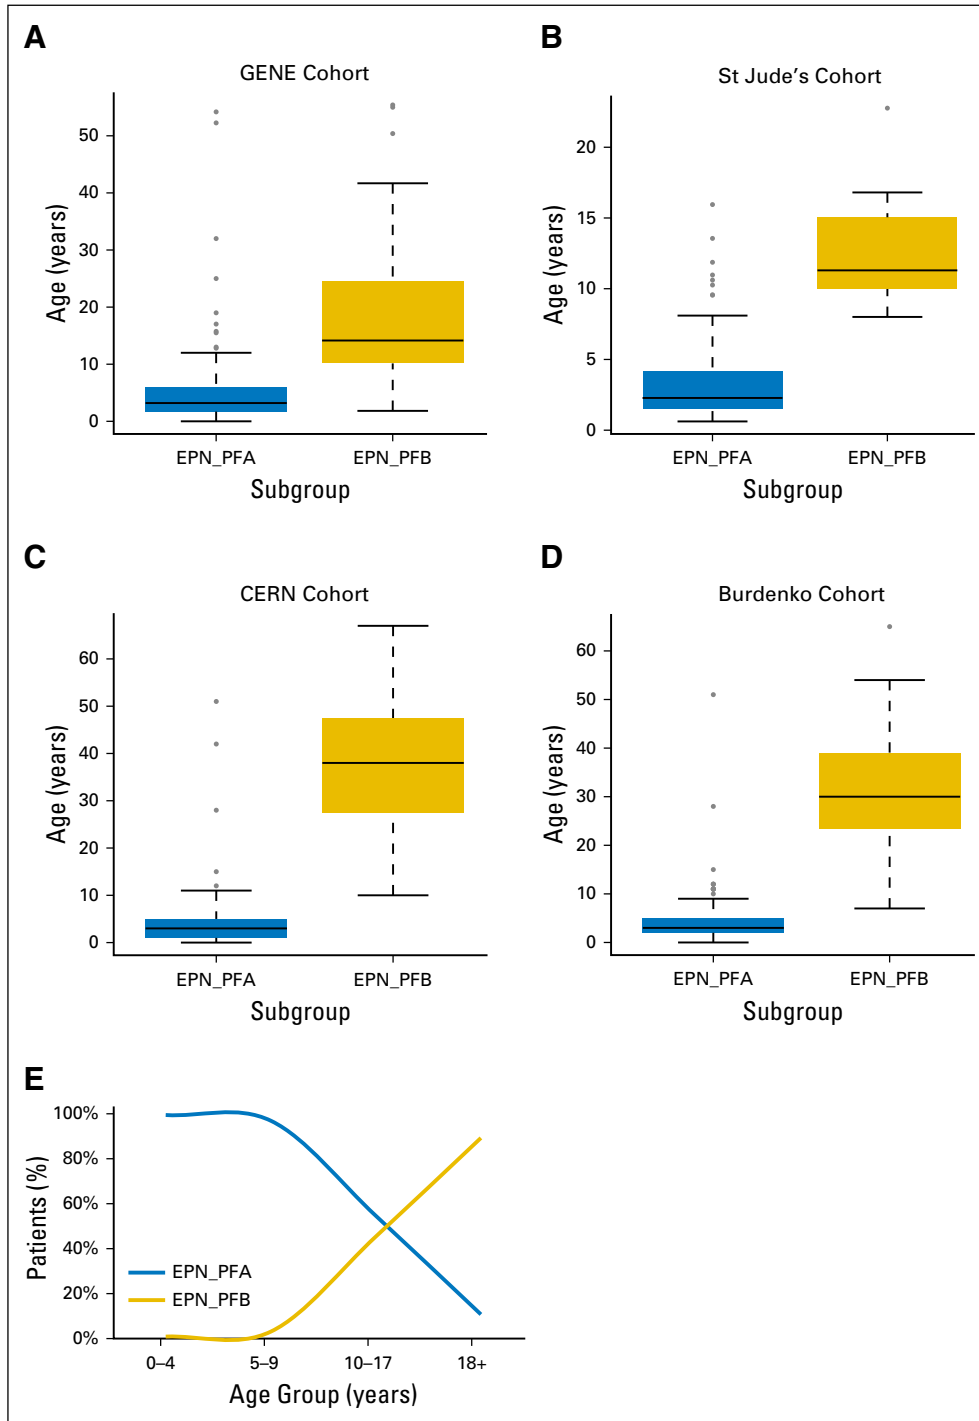 A
GENE Cohort
Age (years)
50
40
30
20
10
0
EPN_PFA
EPN_PFB
Subgroup
B
St Jude's Cohort
Age (years)
20
15
10
5
0
EPN_PFA
EPN_PFB
Subgroup
C
CERN Cohort
Age (years)
60
50
40
30
20
10
0
EPN_PFA
EPN_PFB
Subgroup
D
Burdenko Cohort
Age (years)
60
50
40
30
20
10
0
EPN_PFA
EPN_PFB
Subgroup
E
Patients (%)
100%
80%
60%
40%
20%
0%
EPN_PFA
EPN_PFB
0–4
5–9
10–17
18+
Age Group (years)